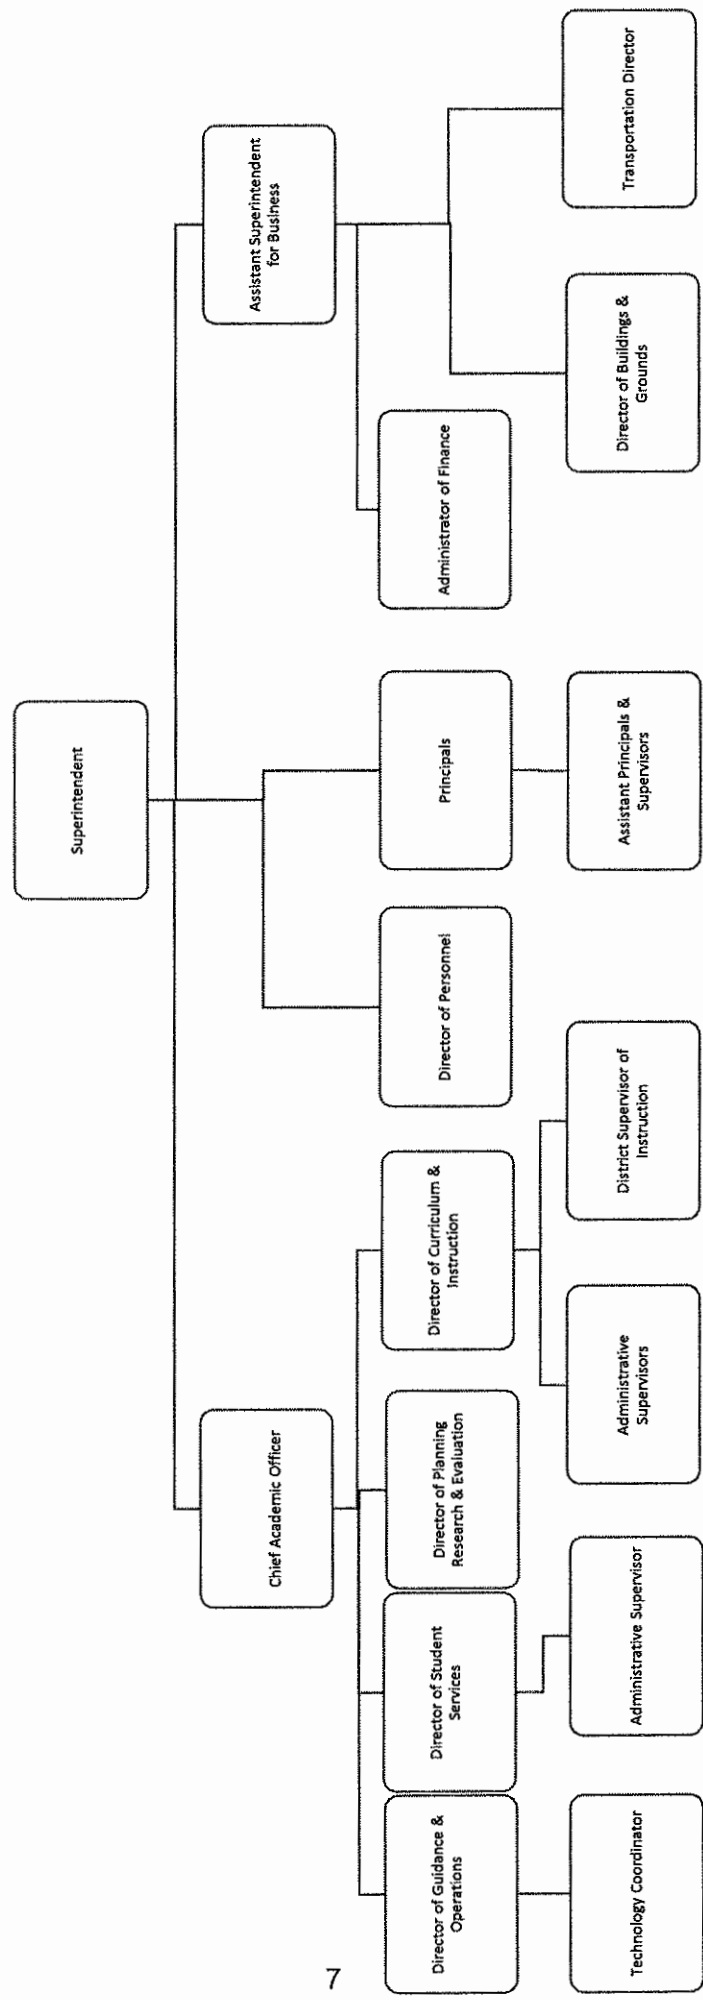 Superintendent
Chief Academic Officer
Assistant Superintendent
for Business
Director of Guidance &
Operations
Director of Student
Services
Director of Planning
Research & Evaluation
Director of Curriculum &
Instruction
Director of Personnel
Principals
Administrator of Finance
Technology Coordinator
Administrative Supervisor
Administrative
Supervisors
District Supervisor of
Instruction
Assistant Principals &
Supervisors
Director of Buildings &
Grounds
Transportation Director
7